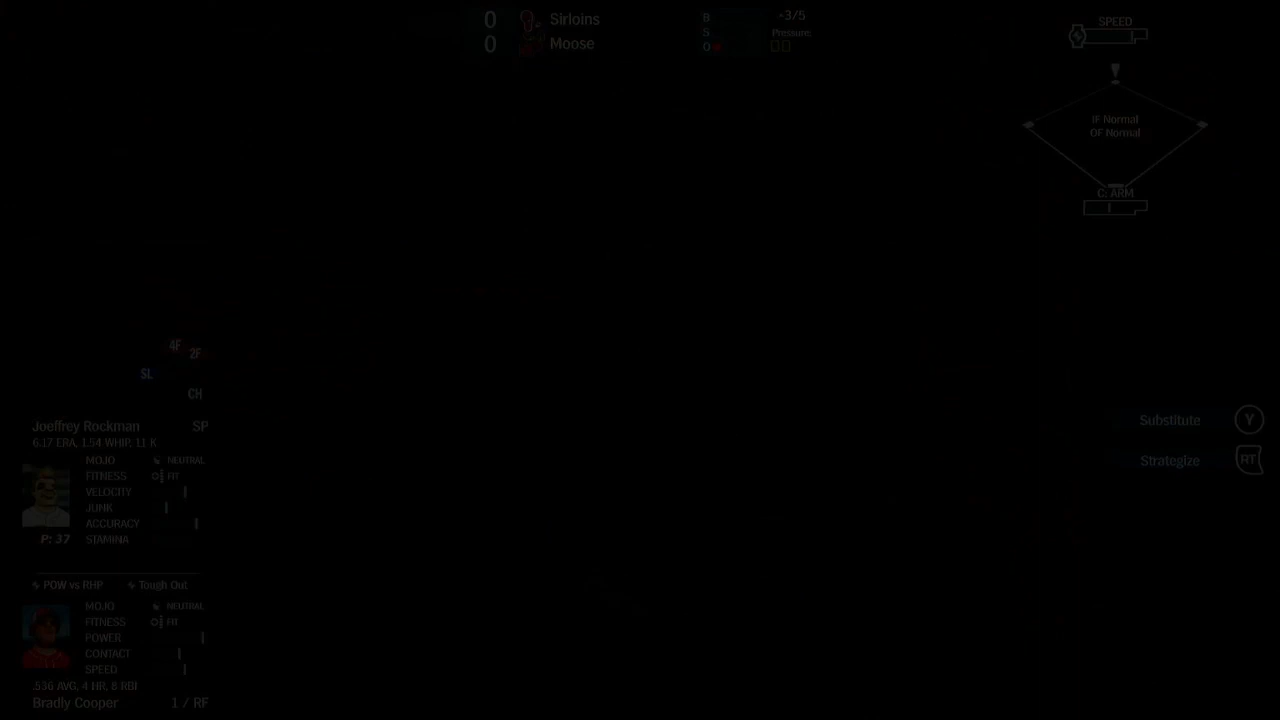 0 Sirloins
0 Moose
B
S
O
3/5
Pressure
SPEED
IF Normal
OF Normal
C: ARM
4F
2F
SL
CH
Joeffrey Rockman SP
6.17 ERA, 1.54 WHIP, 11 K
MOJO NEUTRAL
FITNESS FIT
VELOCITY
JUNK
ACCURACY
P: 37 STAMINA
Substitute Y
Strategize RT
POW vs RHP Tough Out
MOJO NEUTRAL
FITNESS FIT
POWER
CONTACT
SPEED
.536 AVG, 4 HR, 8 RBI
Bradly Cooper 1 / RF